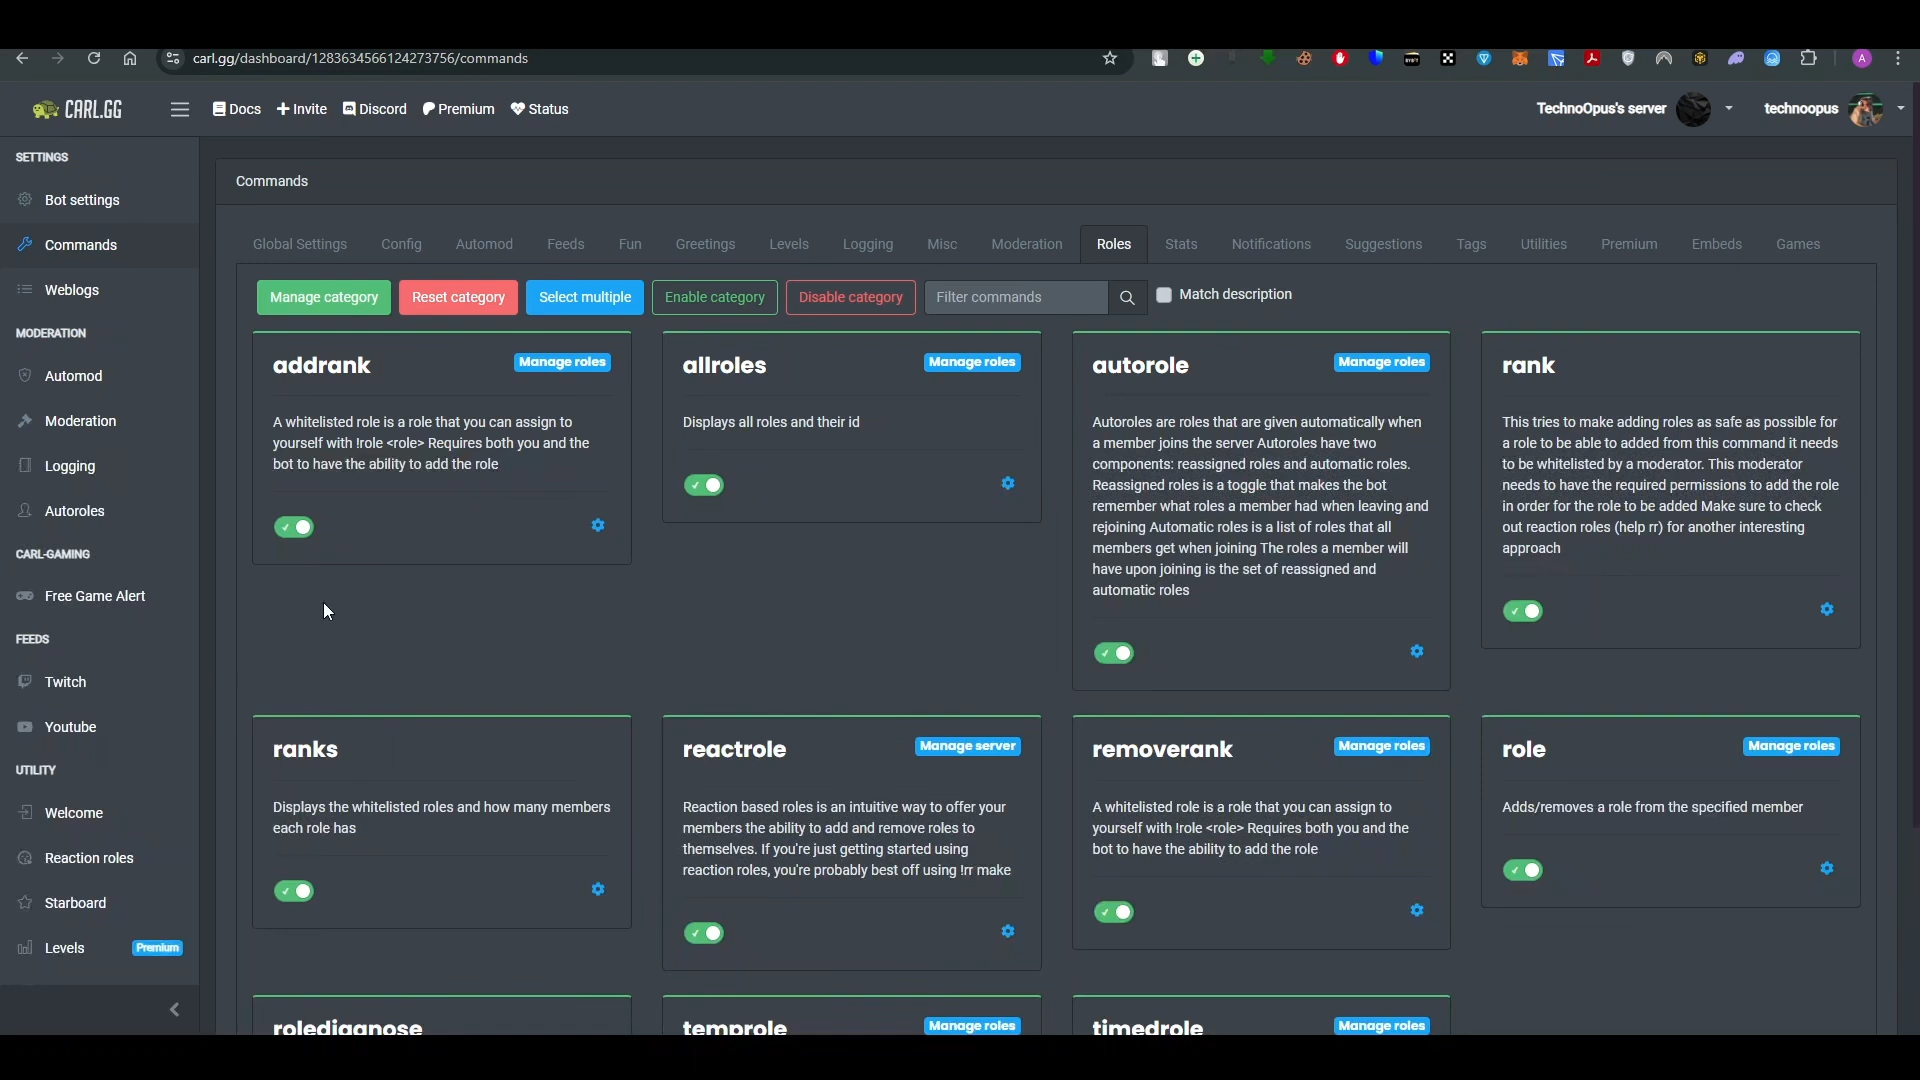 carl.gg/dashboard/1283634566124273756/commands
CARL.GG
Docs
Invite
Discord
Premium
Status
TechnoOpus's server
technoopus
SETTINGS
Bot settings
Commands
Weblogs
MODERATION
Automod
Moderation
Logging
Autoroles
CARL-GAMING
Free Game Alert
FEEDS
Twitch
Youtube
UTILITY
Welcome
Reaction roles
Starboard
Levels Premium
Commands
Global Settings Config Automod Feeds Fun Greetings Levels Logging Misc Moderation Roles Stats Notifications Suggestions Tags Utilities Premium Embeds Games
Manage category Reset category Select multiple Enable category Disable category Filter commands Match description
addrank Manage roles
A whitelisted role is a role that you can assign to
yourself with !role <role> Requires both you and the
bot to have the ability to add the role
allroles Manage roles
Displays all roles and their id
autorole Manage roles
Autoroles are roles that are given automatically when
a member joins the server Autoroles have two
components: reassigned roles and automatic roles.
Reassigned roles is a toggle that makes the bot
remember what roles a member had when leaving and
rejoining Automatic roles is a list of roles that all
members get when joining The roles a member will
have upon joining is the set of reassigned and
automatic roles
rank
This tries to make adding roles as safe as possible for
a role to be able to added from this command it needs
to be whitelisted by a moderator. This moderator
needs to have the required permissions to add the role
in order for the role to be added Make sure to check
out reaction roles (help rr) for another interesting
approach
ranks
Displays the whitelisted roles and how many members
each role has
reactrole Manage server
Reaction based roles is an intuitive way to offer your
members the ability to add and remove roles to
themselves. If you're just getting started using
reaction roles, you're probably best off using !rr make
removerank Manage roles
A whitelisted role is a role that you can assign to
yourself with !role <role> Requires both you and the
bot to have the ability to add the role
role Manage roles
Adds/removes a role from the specified member
rolediagnose
temprole Manage roles
timedrole Manage roles